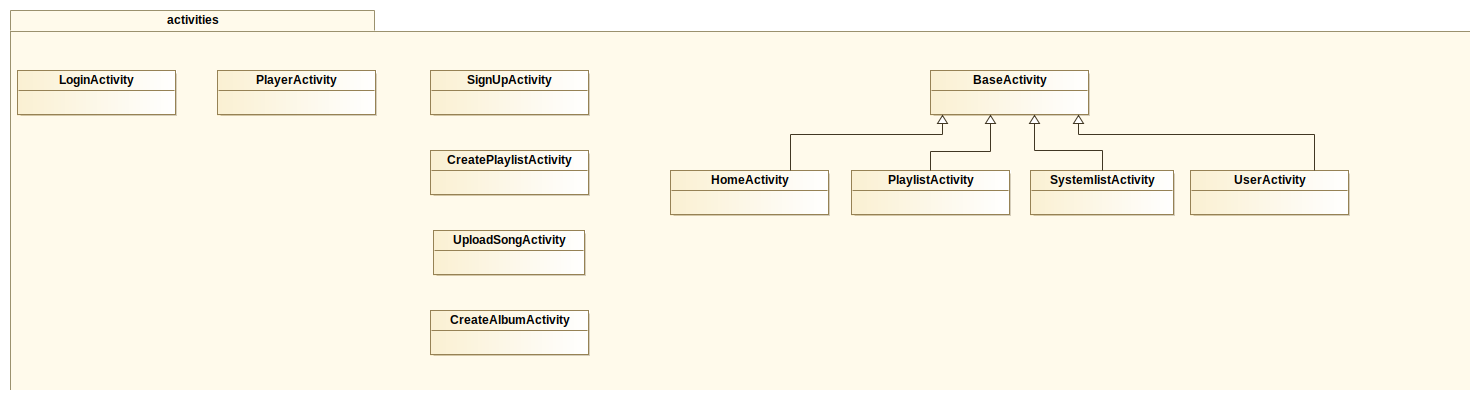 activities
LoginActivity
PlayerActivity
SignUpActivity
BaseActivity
CreatePlaylistActivity
HomeActivity
PlaylistActivity
SystemlistActivity
UserActivity
UploadSongActivity
CreateAlbumActivity